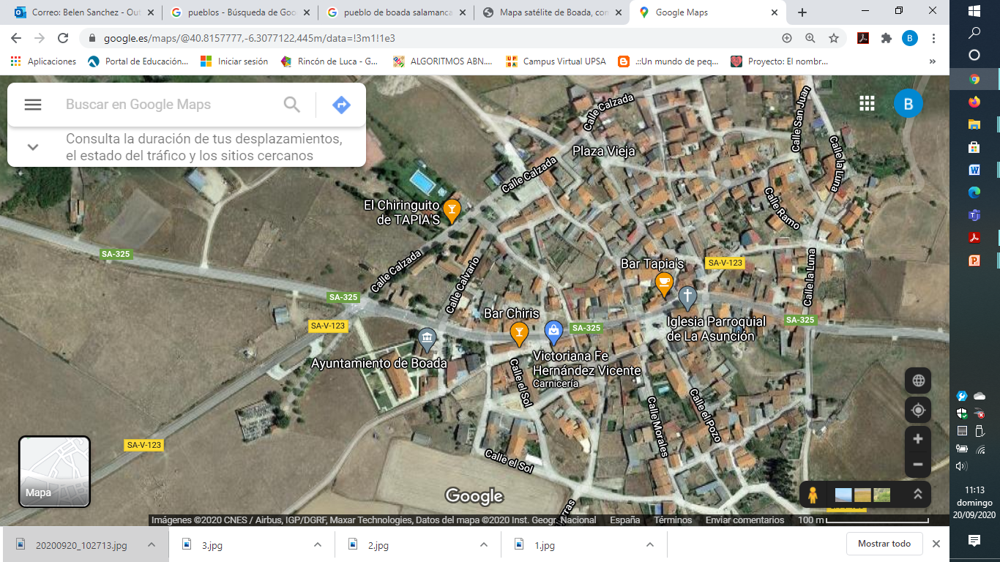 Correo: Belen Sanchez - Out
pueblos - Búsqueda de Goo
pueblo de boada salamanca
Mapa satélite de Boada, con
Google Maps
google.es/maps/@40.8157777,-6.3077122,445m/data=!3m1!1e3
B
Aplicaciones
Portal de Educación...
Iniciar sesión
Rincón de Luca - G...
ALGORITMOS ABN....
Campus Virtual UPSA
.::Un mundo de peq...
Proyecto: El nombr...
»
Buscar en Google Maps
B
Consulta la duración de tus desplazamientos,
el estado del tráfico y los sitios cercanos
Calle Calzada
Calle San Juan
Plaza Vieja
Calle la Luna
Calle Calzada
El Chiringuito
de TAPIA'S
Calle Ramo
SA-325
Calle Calzada
Calle Calvario
Bar Tapia's
SA-V-123
Calle la Luna
SA-325
Bar Chiris
SA-V-123
SA-325
Iglesia Parroquial
de La Asunción
SA-325
Ayuntamiento de Boada
Victoriana Fe
Hernández Vicente
Carnicería
Calle el Sol
Calle Morales
Calle el Pozo
SA-V-123
Calle el Sol
Mapa
Google
Imágenes ©2020 CNES / Airbus, IGP/DGRF, Maxar Technologies, Datos del mapa ©2020 Inst. Geogr. Nacional
España
Términos
Enviar comentarios
100 m
20200920_102713.jpg
3.jpg
2.jpg
1.jpg
Mostrar todo
11:13
domingo
20/09/2020